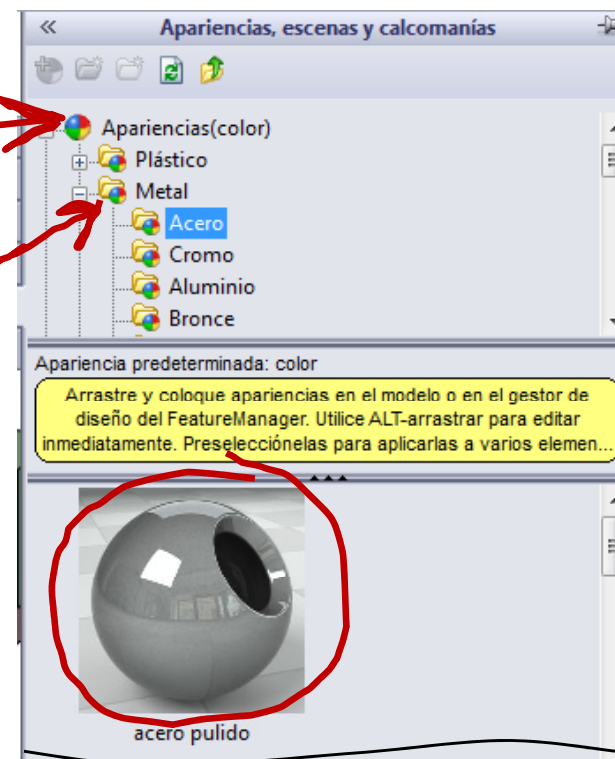 Apariencias, escenas y calcomanías
Apariencias(color)
Plástico
Metal
Acero
Cromo
Aluminio
Bronce
Apariencia predeterminada: color
Arrastre y coloque apariencias en el modelo o en el gestor de
diseño del FeatureManager. Utilice ALT-arrastrar para editar
inmediatamente. Preselecciónelas para aplicarlas a varios elemen...
acero pulido